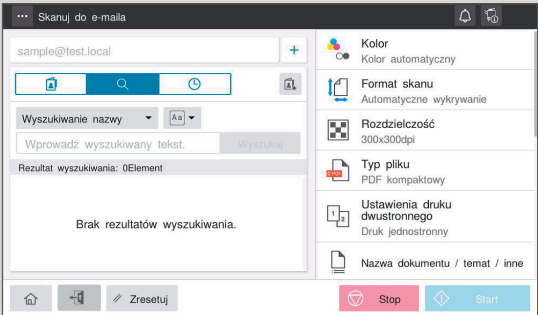 Skanuj do e-maila
sample@test.local
+
Wyszukiwanie nazwy
Aa
Wprowadź wyszukiwany tekst.
Wyszukaj
Rezultat wyszukiwania: 0Element
Brak rezultatów wyszukiwania.
Kolor
Kolor automatyczny
Format skanu
Automatyczne wykrywanie
Rozdzielczość
300x300dpi
Typ pliku
PDF kompaktowy
Ustawienia druku
dwustronnego
Druk jednostronny
1 2
Nazwa dokumentu / temat / inne
Zresetuj
Stop
Start